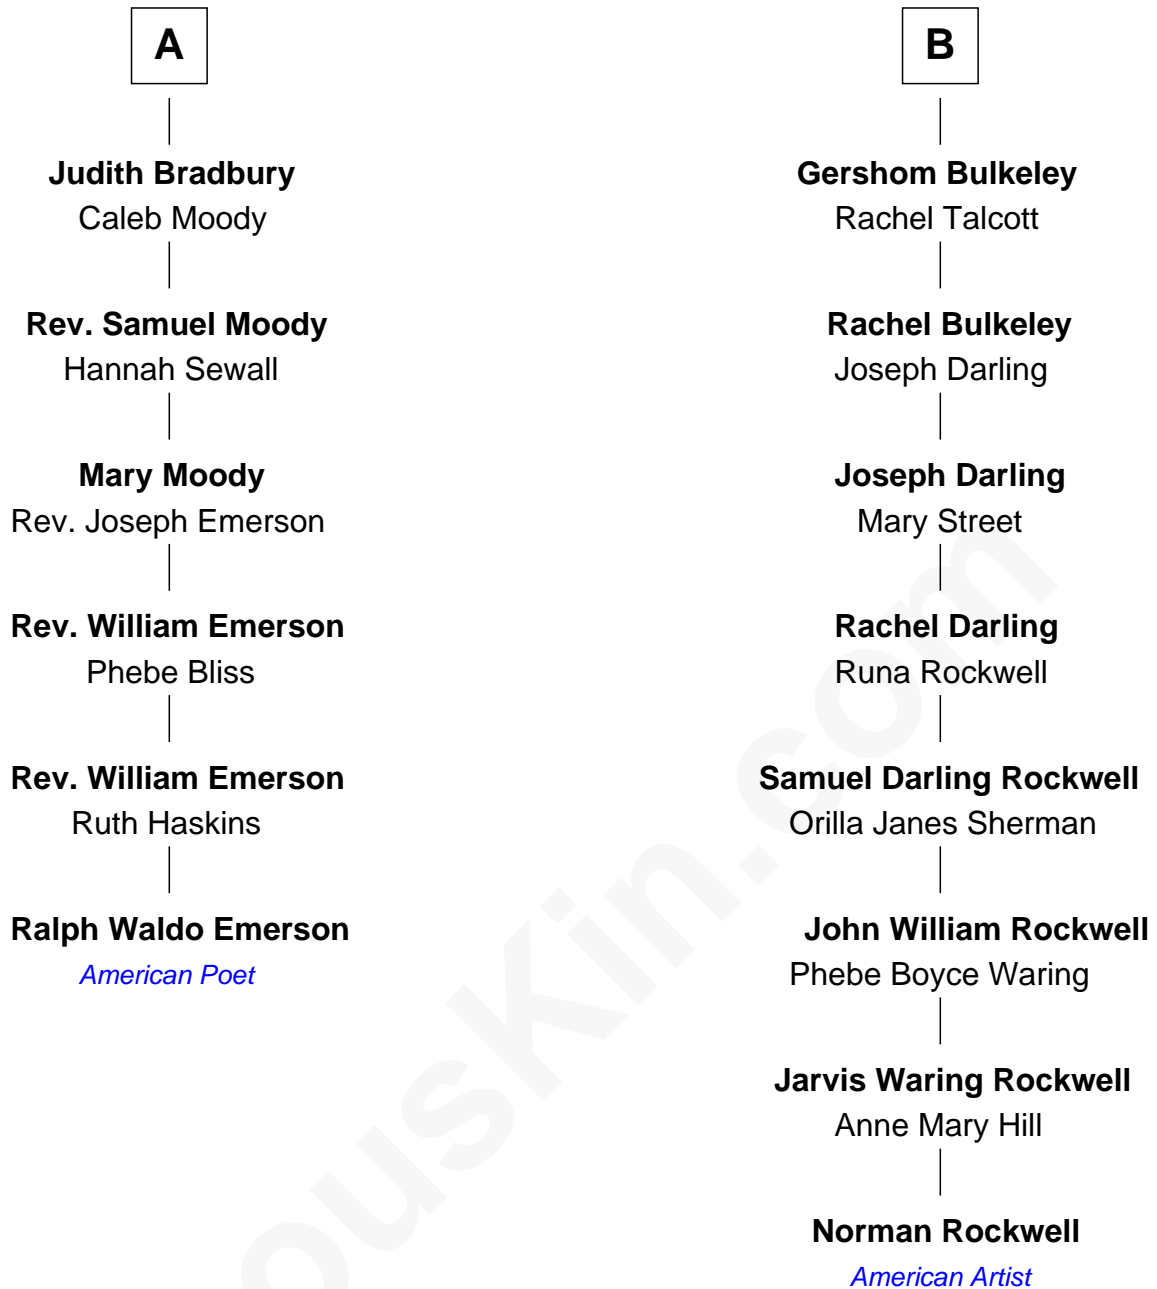 A
Judith Bradbury
Caleb Moody
Rev. Samuel Moody
Hannah Sewall
Mary Moody
Rev. Joseph Emerson
Rev. William Emerson
Phebe Bliss
Rev. William Emerson
Ruth Haskins
Ralph Waldo Emerson
American Poet
B
Gershom Bulkeley
Rachel Talcott
Rachel Bulkeley
Joseph Darling
Joseph Darling
Mary Street
Rachel Darling
Runa Rockwell
Samuel Darling Rockwell
Orilla Janes Sherman
John William Rockwell
Phebe Boyce Waring
Jarvis Waring Rockwell
Anne Mary Hill
Norman Rockwell
American Artist
ousKin.com